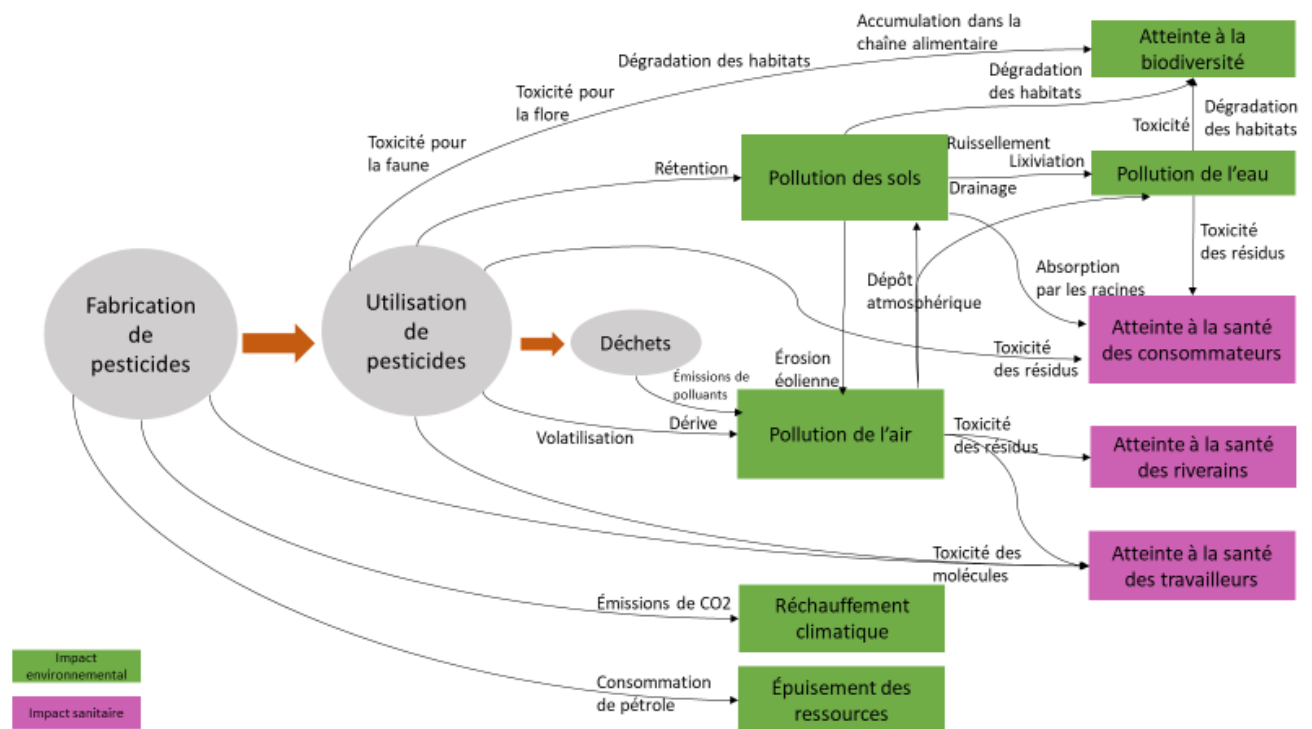 Accumulation dans la
chaîne alimentaire
Atteinte à la
biodiversité
Dégradation des habitats
Dégradation
des habitats
Toxicité pour
la flore
Toxicité
Dégradation
des habitats
Toxicité pour
la faune
Rétention
Pollution des sols
Ruissellement
Lixiviation
Drainage
Pollution de l'eau
Toxicité
des résidus
Absorption
par les racines
Dépôt
atmosphérique
Fabrication
de
pesticides
Utilisation
de
pesticides
Déchets
Atteinte à la santé
des consommateurs
Toxicité
des résidus
Érosion
éolienne
Émissions de
polluants
Dérive
Volatilisation
Pollution de l'air
Toxicité
des résidus
Atteinte à la santé
des riverains
Toxicité des
molécules
Atteinte à la santé
des travailleurs
Émissions de CO2
Réchauffement
climatique
Consommation
de pétrole
Épuisement des
ressources
Impact
environnemental
Impact sanitaire